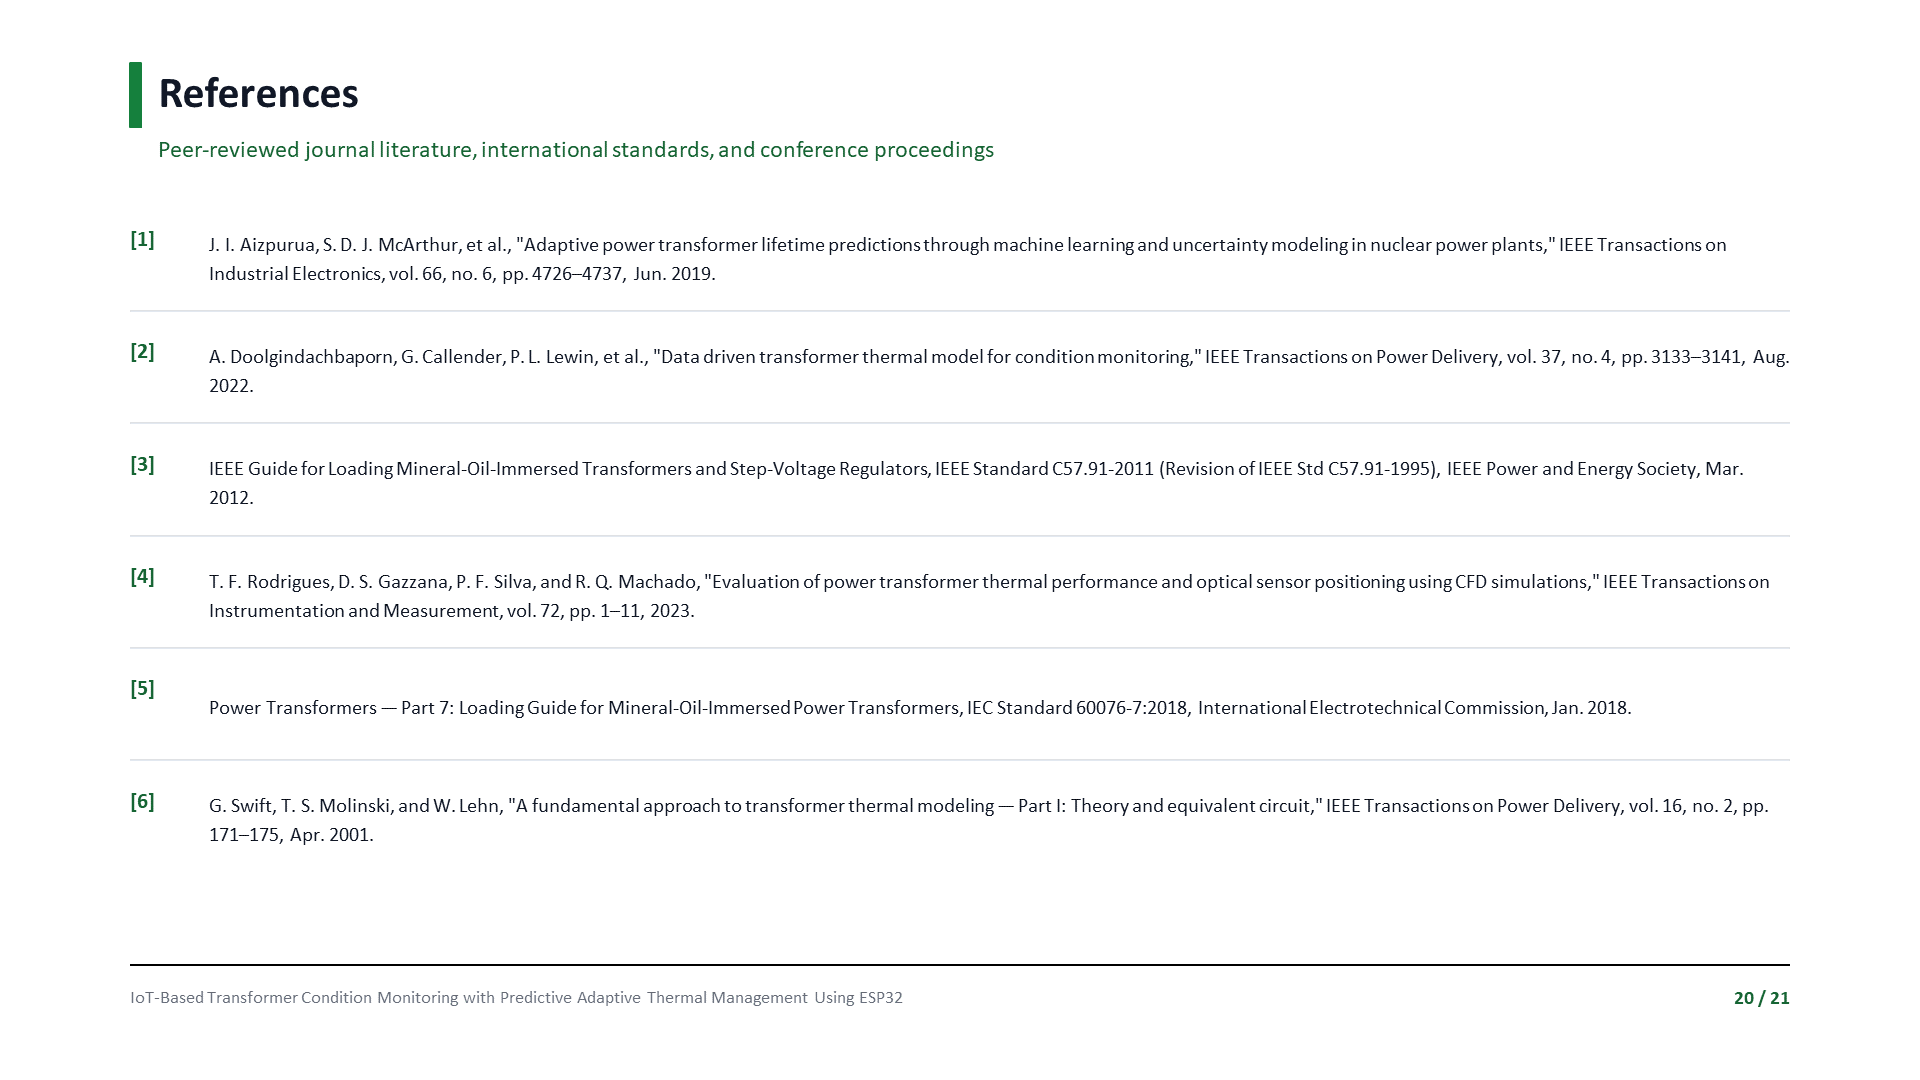 References
Peer-reviewed journal literature, international standards, and conference proceedings
[1]
J. I. Aizpurua, S. D. J. McArthur, et al., "Adaptive power transformer lifetime predictions through machine learning and uncertainty modeling in nuclear power plants," IEEE Transactions on
Industrial Electronics, vol. 66, no. 6, pp. 4726–4737, Jun. 2019.
[2]
A. Doolgindachbaporn, G. Callender, P. L. Lewin, et al., "Data driven transformer thermal model for condition monitoring," IEEE Transactions on Power Delivery, vol. 37, no. 4, pp. 3133–3141, Aug.
2022.
[3]
IEEE Guide for Loading Mineral-Oil-Immersed Transformers and Step-Voltage Regulators, IEEE Standard C57.91-2011 (Revision of IEEE Std C57.91-1995), IEEE Power and Energy Society, Mar.
2012.
[4]
T. F. Rodrigues, D. S. Gazzana, P. F. Silva, and R. Q. Machado, "Evaluation of power transformer thermal performance and optical sensor positioning using CFD simulations," IEEE Transactions on
Instrumentation and Measurement, vol. 72, pp. 1–11, 2023.
[5]
Power Transformers — Part 7: Loading Guide for Mineral-Oil-Immersed Power Transformers, IEC Standard 60076-7:2018, International Electrotechnical Commission, Jan. 2018.
[6]
G. Swift, T. S. Molinski, and W. Lehn, "A fundamental approach to transformer thermal modeling — Part I: Theory and equivalent circuit," IEEE Transactions on Power Delivery, vol. 16, no. 2, pp.
171–175, Apr. 2001.
IoT-Based Transformer Condition Monitoring with Predictive Adaptive Thermal Management Using ESP32
20 / 21